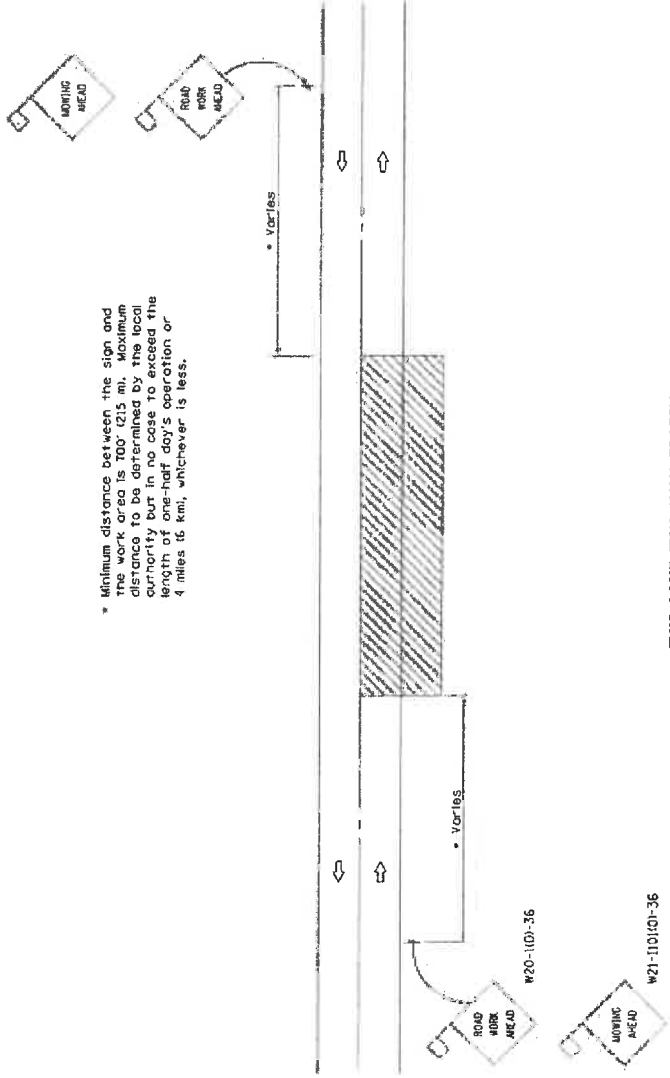 MOWING
AHEAD
ROAD
WORK
AHEAD
• Varies
* Minimum distance between the sign and
the work area is 700' (215 m). Maximum
distance to be determined by the local
authority but in no case to exceed the
length of one-half day's operation or
4 miles (6 km), whichever is less.
• Varies
ROAD
WORK
AHEAD
W20-1(O)-36
MOWING
AHEAD
W21-I101(O)-36